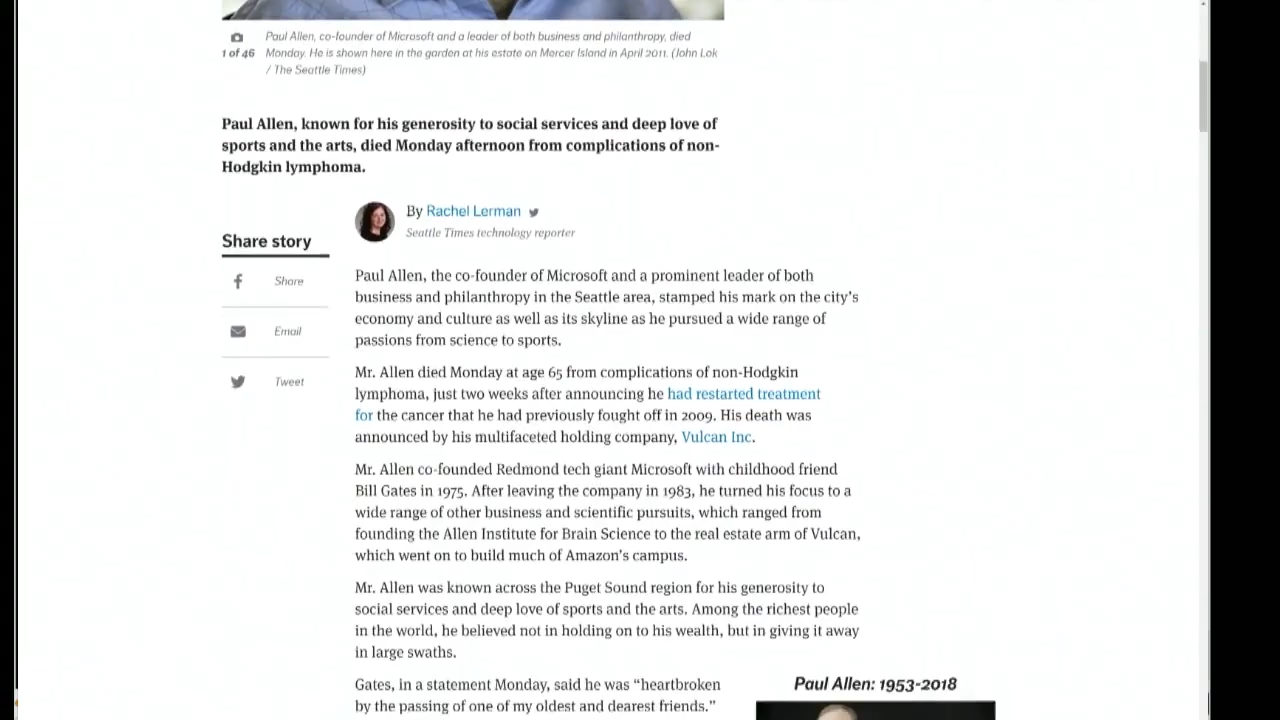 Paul Allen, co-founder of Microsoft and a leader of both business and philanthropy, died
1 of 46 Monday. He is shown here in the garden at his estate on Mercer Island in April 2011. (John Lok
/ The Seattle Times)
Paul Allen, known for his generosity to social services and deep love of
sports and the arts, died Monday afternoon from complications of non-
Hodgkin lymphoma.
By Rachel Lerman
Seattle Times technology reporter
Share story
Share
Email
Tweet
Paul Allen, the co-founder of Microsoft and a prominent leader of both
business and philanthropy in the Seattle area, stamped his mark on the city's
economy and culture as well as its skyline as he pursued a wide range of
passions from science to sports.
Mr. Allen died Monday at age 65 from complications of non-Hodgkin
lymphoma, just two weeks after announcing he had restarted treatment
for the cancer that he had previously fought off in 2009. His death was
announced by his multifaceted holding company, Vulcan Inc.
Mr. Allen co-founded Redmond tech giant Microsoft with childhood friend
Bill Gates in 1975. After leaving the company in 1983, he turned his focus to a
wide range of other business and scientific pursuits, which ranged from
founding the Allen Institute for Brain Science to the real estate arm of Vulcan,
which went on to build much of Amazon's campus.
Mr. Allen was known across the Puget Sound region for his generosity to
social services and deep love of sports and the arts. Among the richest people
in the world, he believed not in holding on to his wealth, but in giving it away
in large swaths.
Gates, in a statement Monday, said he was “heartbroken
by the passing of one of my oldest and dearest friends.”
Paul Allen: 1953-2018